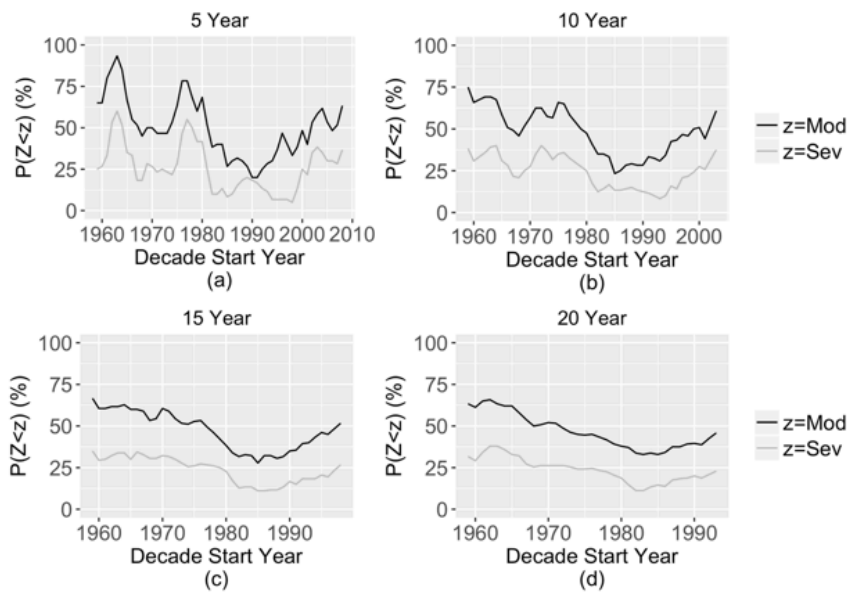 5 Year
10 Year
P(Z<z) (%)
100
75
50
25
0
1960 1970 1980 1990 2000 2010
Decade Start Year
(a)
P(Z<z) (%)
100
75
50
25
0
1960 1970 1980 1990 2000
Decade Start Year
(b)
z=Mod
z=Sev
15 Year
20 Year
P(Z<z) (%)
100
75
50
25
0
1960 1970 1980 1990
Decade Start Year
(c)
P(Z<z) (%)
100
75
50
25
0
1960 1970 1980 1990
Decade Start Year
(d)
z=Mod
z=Sev